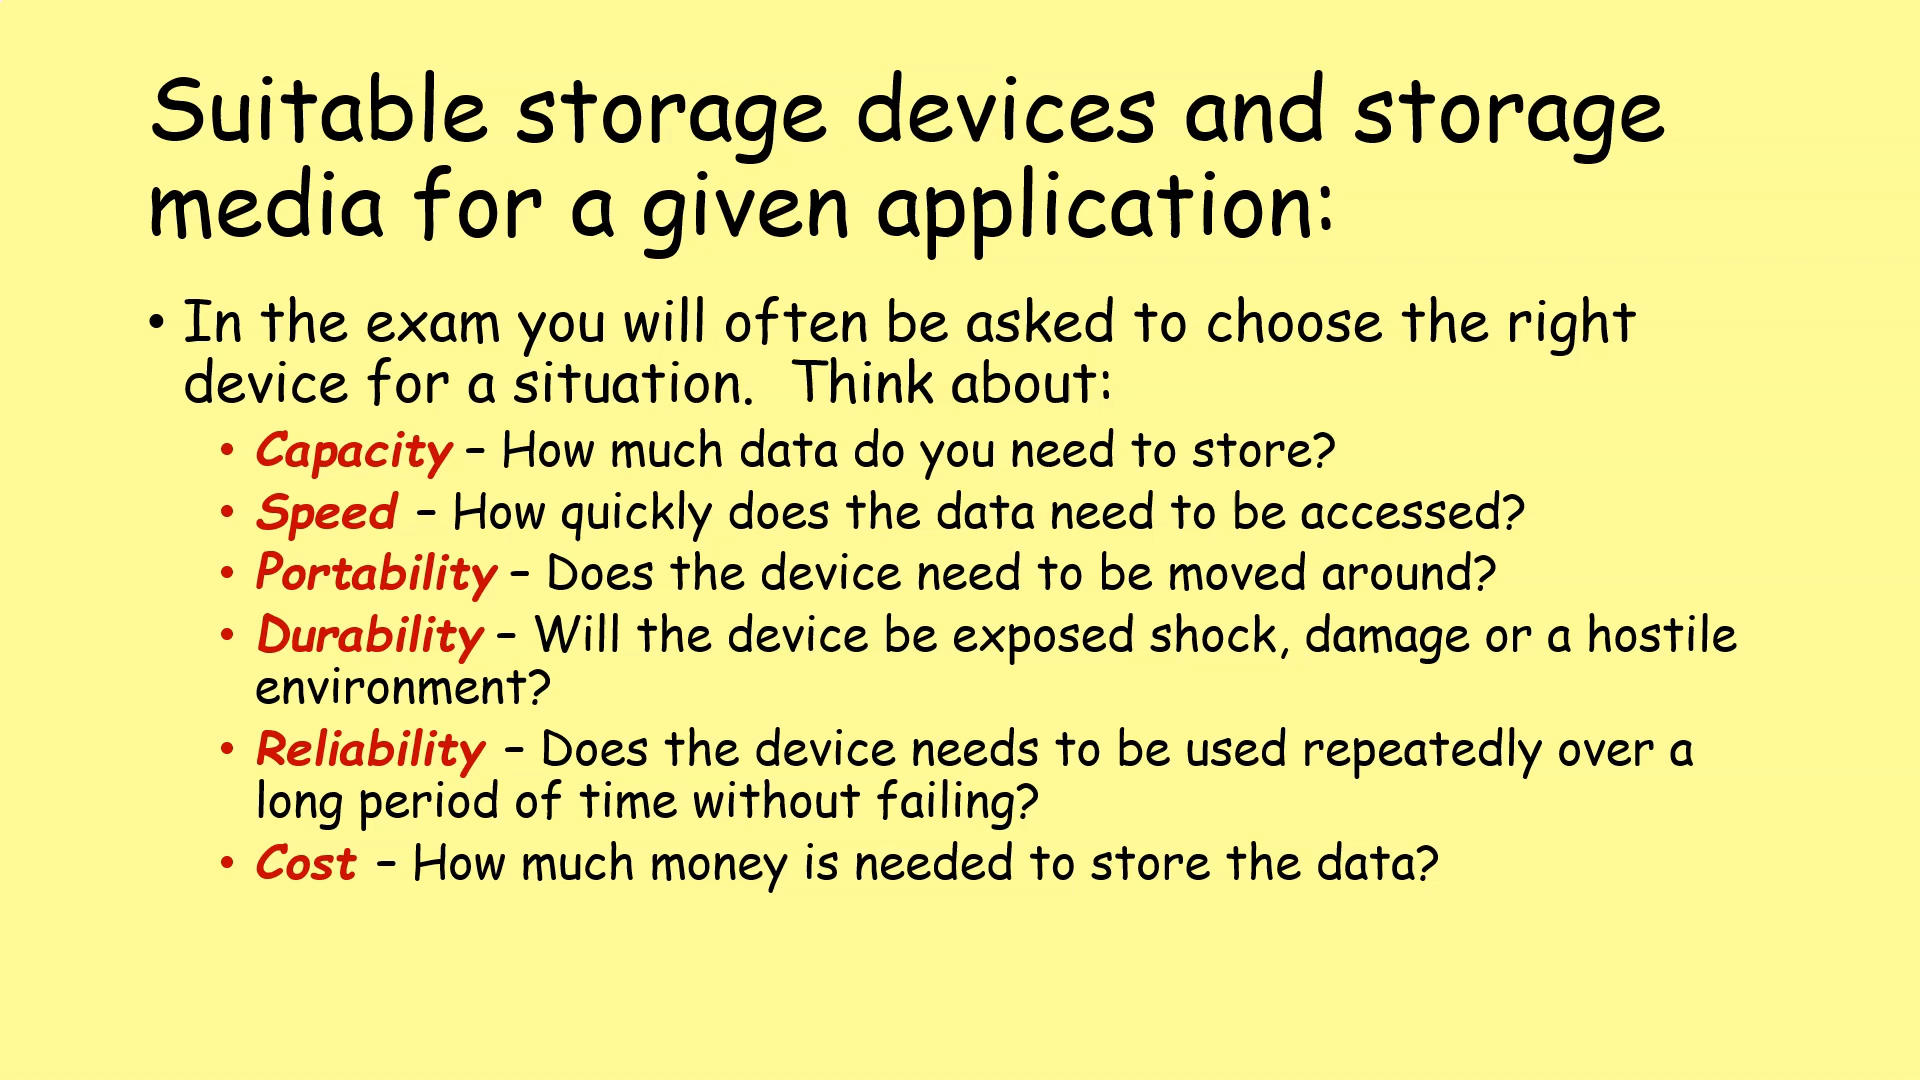 Suitable storage devices and storage
media for a given application:
• In the exam you will often be asked to choose the right
device for a situation.  Think about:
• Capacity – How much data do you need to store?
• Speed – How quickly does the data need to be accessed?
• Portability – Does the device need to be moved around?
• Durability – Will the device be exposed shock, damage or a hostile
environment?
• Reliability – Does the device needs to be used repeatedly over a
long period of time without failing?
• Cost – How much money is needed to store the data?